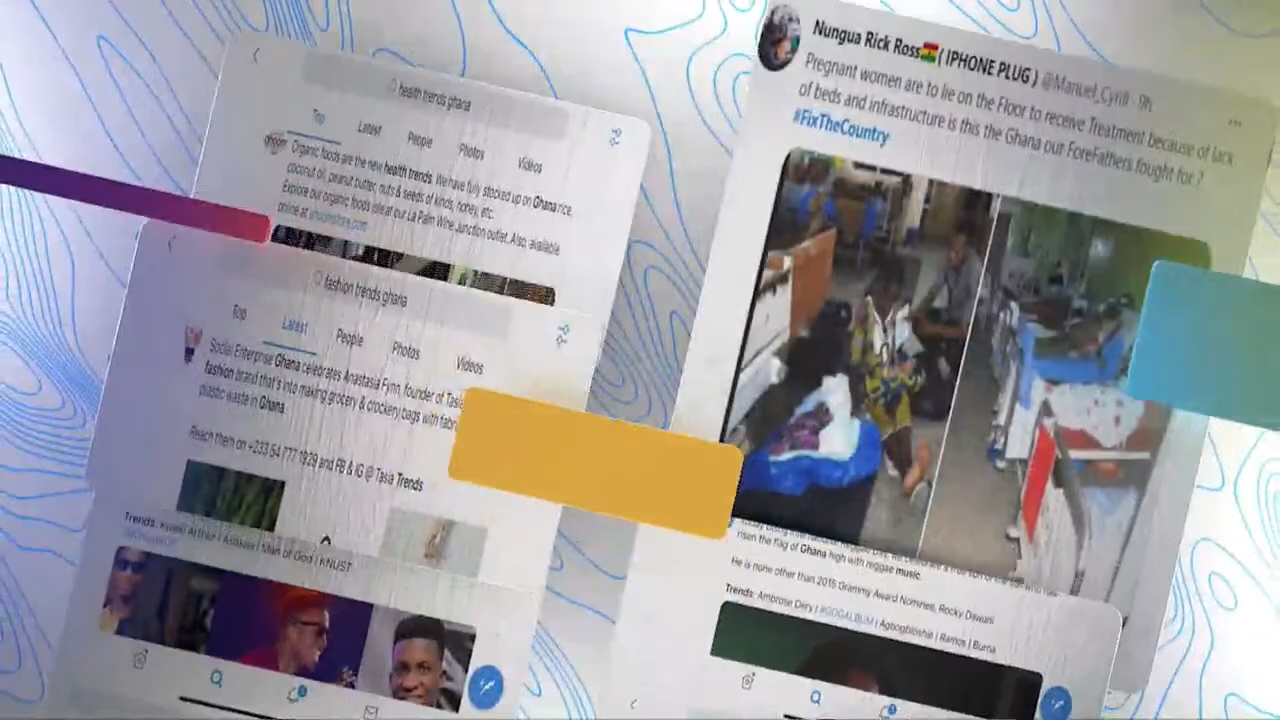 health trends ghana
Top
Latest
People
Photos
Videos
Organic foods are the new health trends. We have fully stocked up on Ghana rice,
coconut oil, peanut butter, nuts & seeds of kinds, honey, etc.
Explore our organic foods isle at our La Palm Wine Junction outlet. Also, available
online at
fashion trends ghana
Top
Latest
People
Photos
Videos
Social Enterprise Ghana celebrates Anastasia Fynn, founder of Tasia
fashion brand that's into making grocery & crockery bags with fabri
plastic waste in Ghana.
Reach them on +233 54 777 1929 and FB & IG @ Tasia Trends
Trends: Kwesi Arthur | Asakaa | Man of God | KNUST
Nungua Rick Ross ( IPHONE PLUG ) @Manuel_Cyrih · 9h
Pregnant women are to lie on the Floor to receive Treatment because of lack
of beds and infrastructure is this the Ghana our ForeFathers fought for ?
#FixTheCountry
risen the flag of Ghana high with reggae music.
He is none other than 2015 Grammy Award Nominee, Rocky Dawuni
Trends: Ambrose Dery | #GOGALBUM | Agbogbloshie | Ramos | Burna